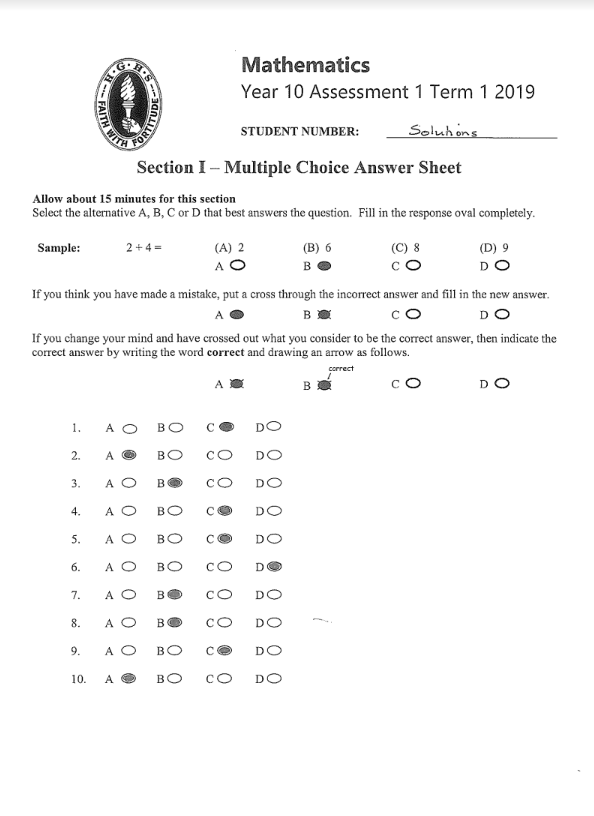 H·G·H·S
FAITH WITH FORTITUDE
Mathematics
Year 10 Assessment 1 Term 1 2019
STUDENT NUMBER: Solutions
Section I – Multiple Choice Answer Sheet
Allow about 15 minutes for this section
Select the alternative A, B, C or D that best answers the question. Fill in the response oval completely.
Sample: 2 + 4 = (A) 2 (B) 6 (C) 8 (D) 9
A B C D
If you think you have made a mistake, put a cross through the incorrect answer and fill in the new answer.
A B C D
If you change your mind and have crossed out what you consider to be the correct answer, then indicate the
correct answer by writing the word correct and drawing an arrow as follows.
correct
A B C D
1. A B C D
2. A B C D
3. A B C D
4. A B C D
5. A B C D
6. A B C D
7. A B C D
8. A B C D
9. A B C D
10. A B C D